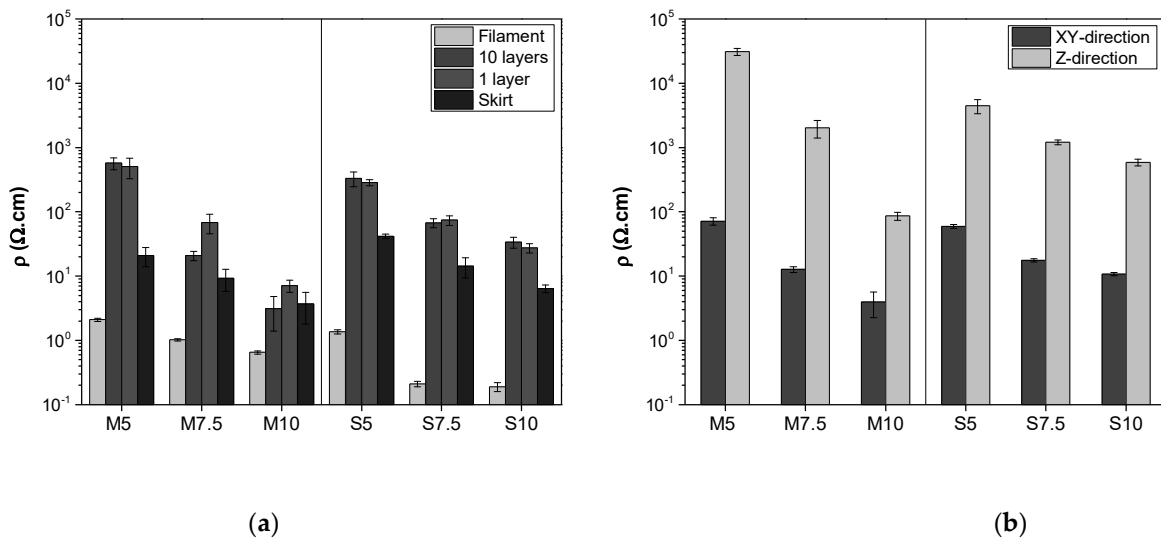 10^5
10^4
10^3
10^2
10^1
10^0
10^-1
ρ (Ω.cm)
Filament
10 layers
1 layer
Skirt
M5 M7.5 M10 S5 S7.5 S10
(a)
10^5
10^4
10^3
10^2
10^1
10^0
10^-1
ρ (Ω.cm)
XY-direction
Z-direction
M5 M7.5 M10 S5 S7.5 S10
(b)